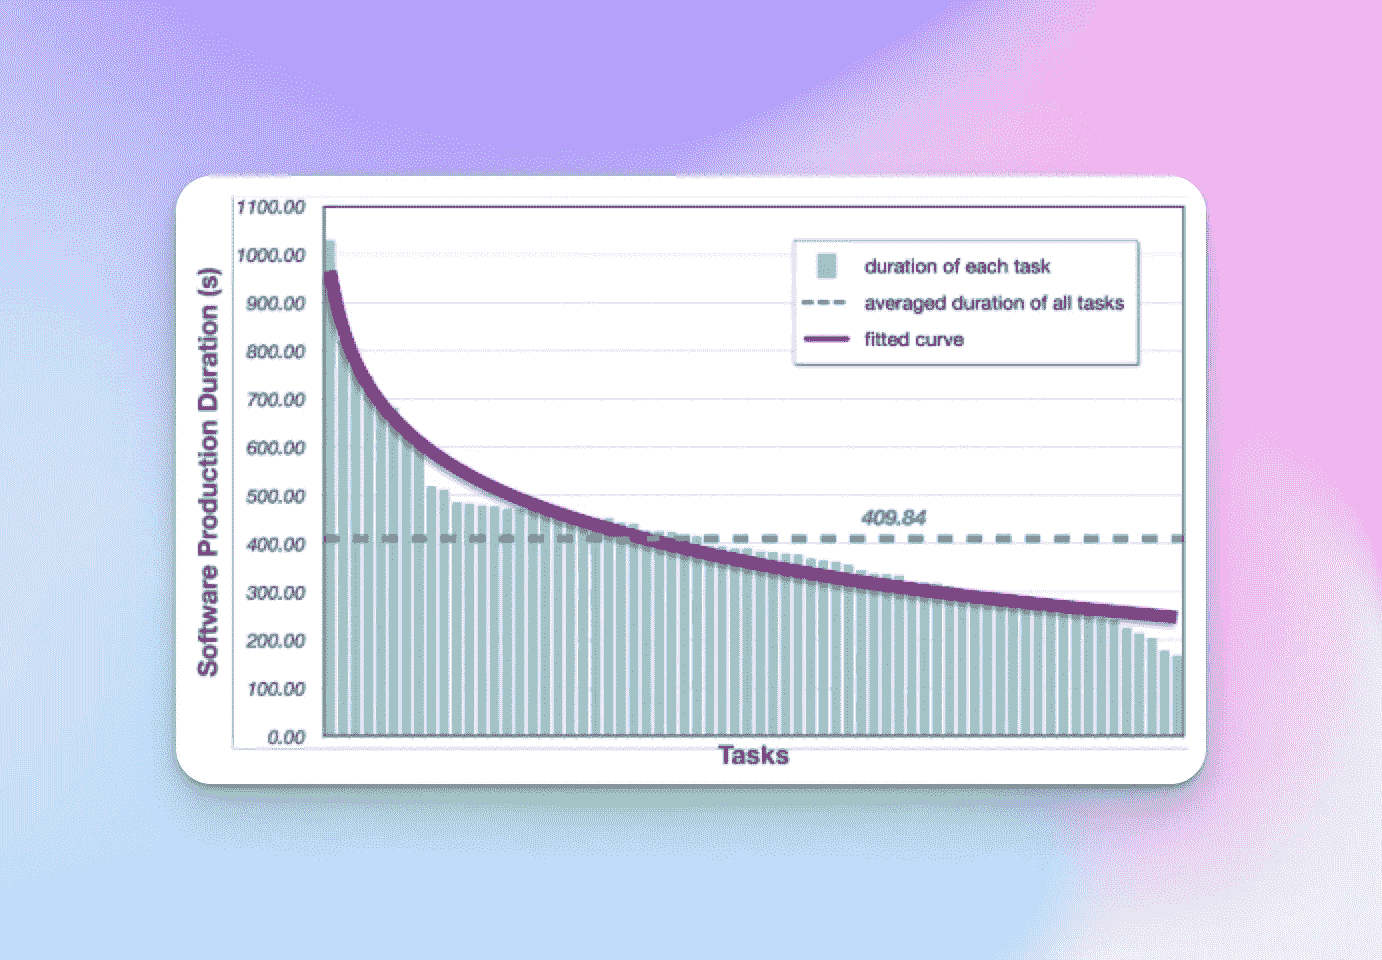 1100.00
1000.00
900.00
800.00
700.00
600.00
500.00
400.00
300.00
200.00
100.00
0.00
Software Production Duration (s)
duration of each task
averaged duration of all tasks
fitted curve
409.84
Tasks